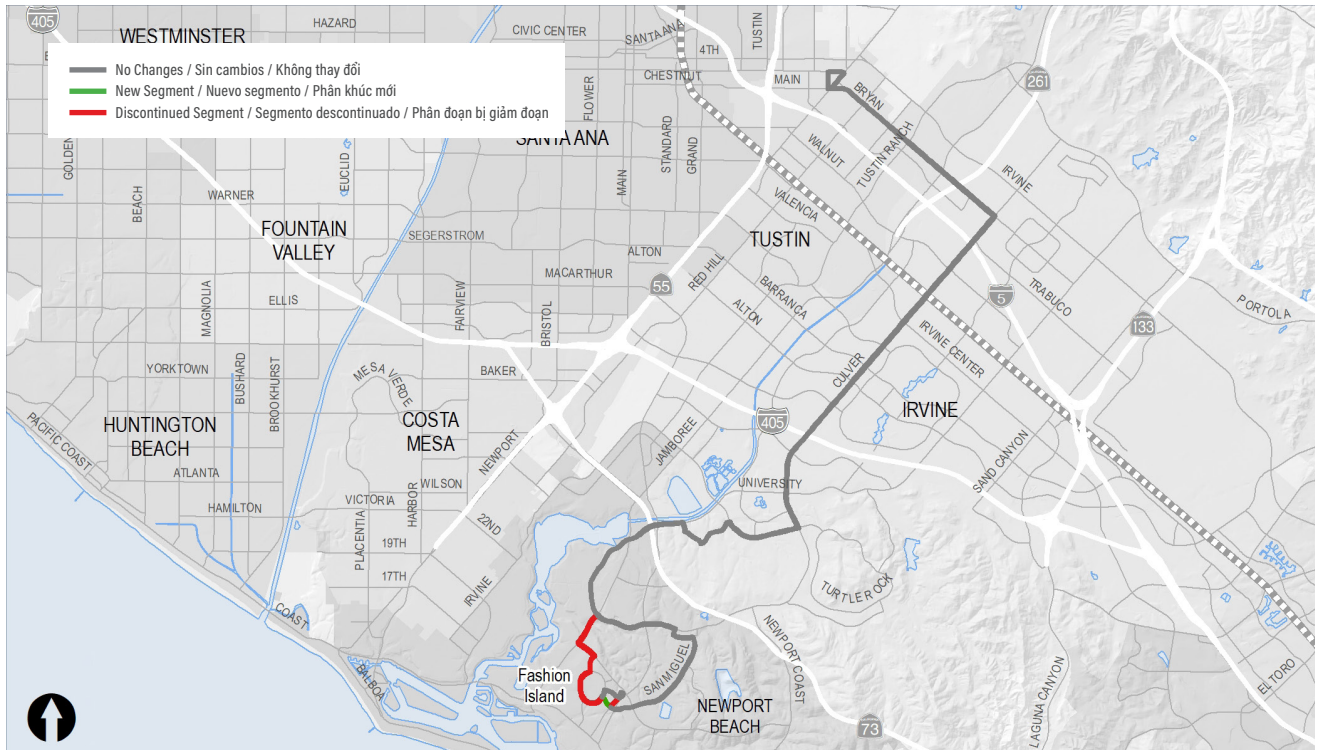 405
HAZARD
WESTMINSTER
CIVIC CENTER
SANTA ANA
4TH
TUSTIN
No Changes / Sin cambios / Không thay đổi
New Segment / Nuevo segmento / Phân khúc mới
Discontinued Segment / Segmento descontinuado / Phân đoạn bị giảm đoạn
CHESTNUT
MAIN
BRYAN
261
FLOWER
STANDARD
GRAND
SANTA ANA
WALNUT
TUSTIN RANCH
IRVINE
GOLDEN
EUCLID
MAIN
BEACH
WARNER
VALENCIA
FOUNTAIN
VALLEY
SEGERSTROM
ALTON
TUSTIN
MACARTHUR
RED HILL
BARRANCA
55
5
TRABUCO
PORTOLA
MAGNOLIA
ELLIS
FAIRVIEW
BRISTOL
ALTON
133
IRVINE CENTER
YORKTOWN
BUSHARD
BROOKHURST
MESA VERDE
BAKER
CULVER
IRVINE
HUNTINGTON
BEACH
COSTA
MESA
405
PACIFIC COAST
NEWPORT
JAMBOREE
SAND CANYON
ATLANTA
WILSON
UNIVERSITY
HAMILTON
VICTORIA
HARBOR
PLACENTIA
22ND
19TH
17TH
IRVINE
TURTLE ROCK
COAST
NEWPORT COAST
BALBOA
Fashion
Island
SAN MIGUEL
NEWPORT
BEACH
73
LAGUNA CANYON
EL TORO